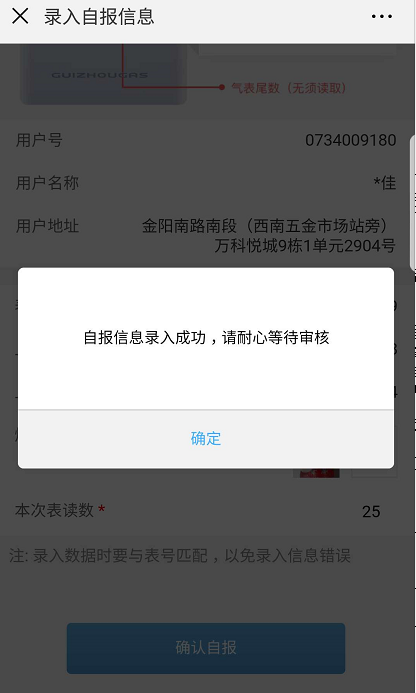 录入自报信息
GUIZHOUGAS
气表尾数（无须读取）
用户号 0734009180
用户名称 *佳
用户地址 金阳南路南段（西南五金市场站旁）
万科悦城9栋1单元2904号
自报信息录入成功，请耐心等待审核
确定
本次表读数 * 25
注: 录入数据时要与表号匹配，以免录入信息错误
确认自报